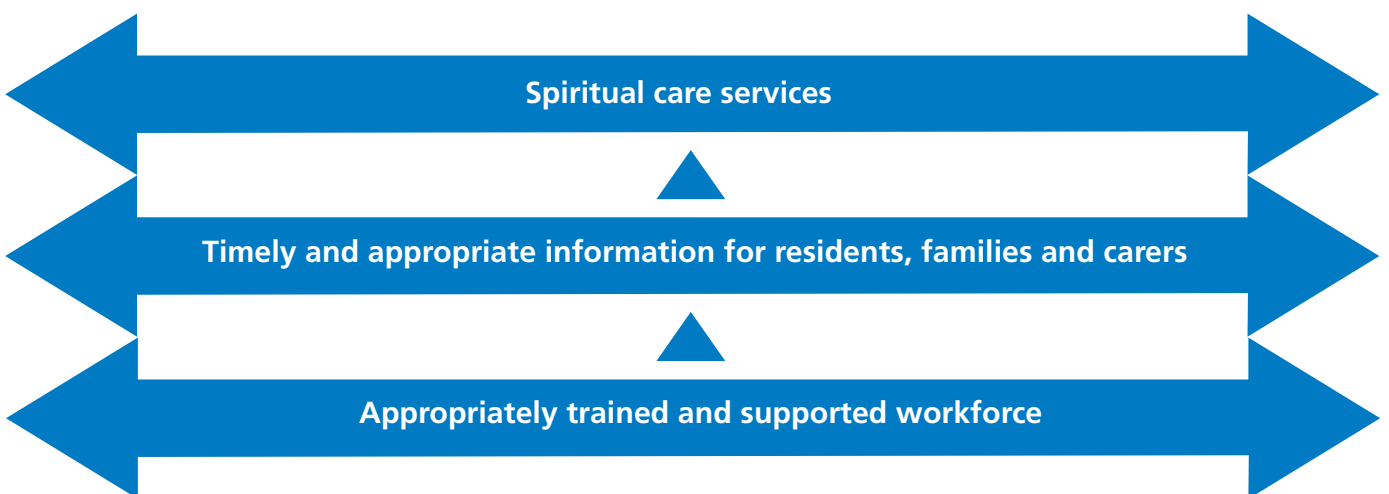 Spiritual care services
Timely and appropriate information for residents, families and carers
Appropriately trained and supported workforce